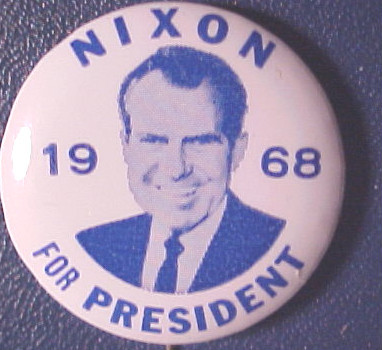 NIXON
19 68
FOR PRESIDENT